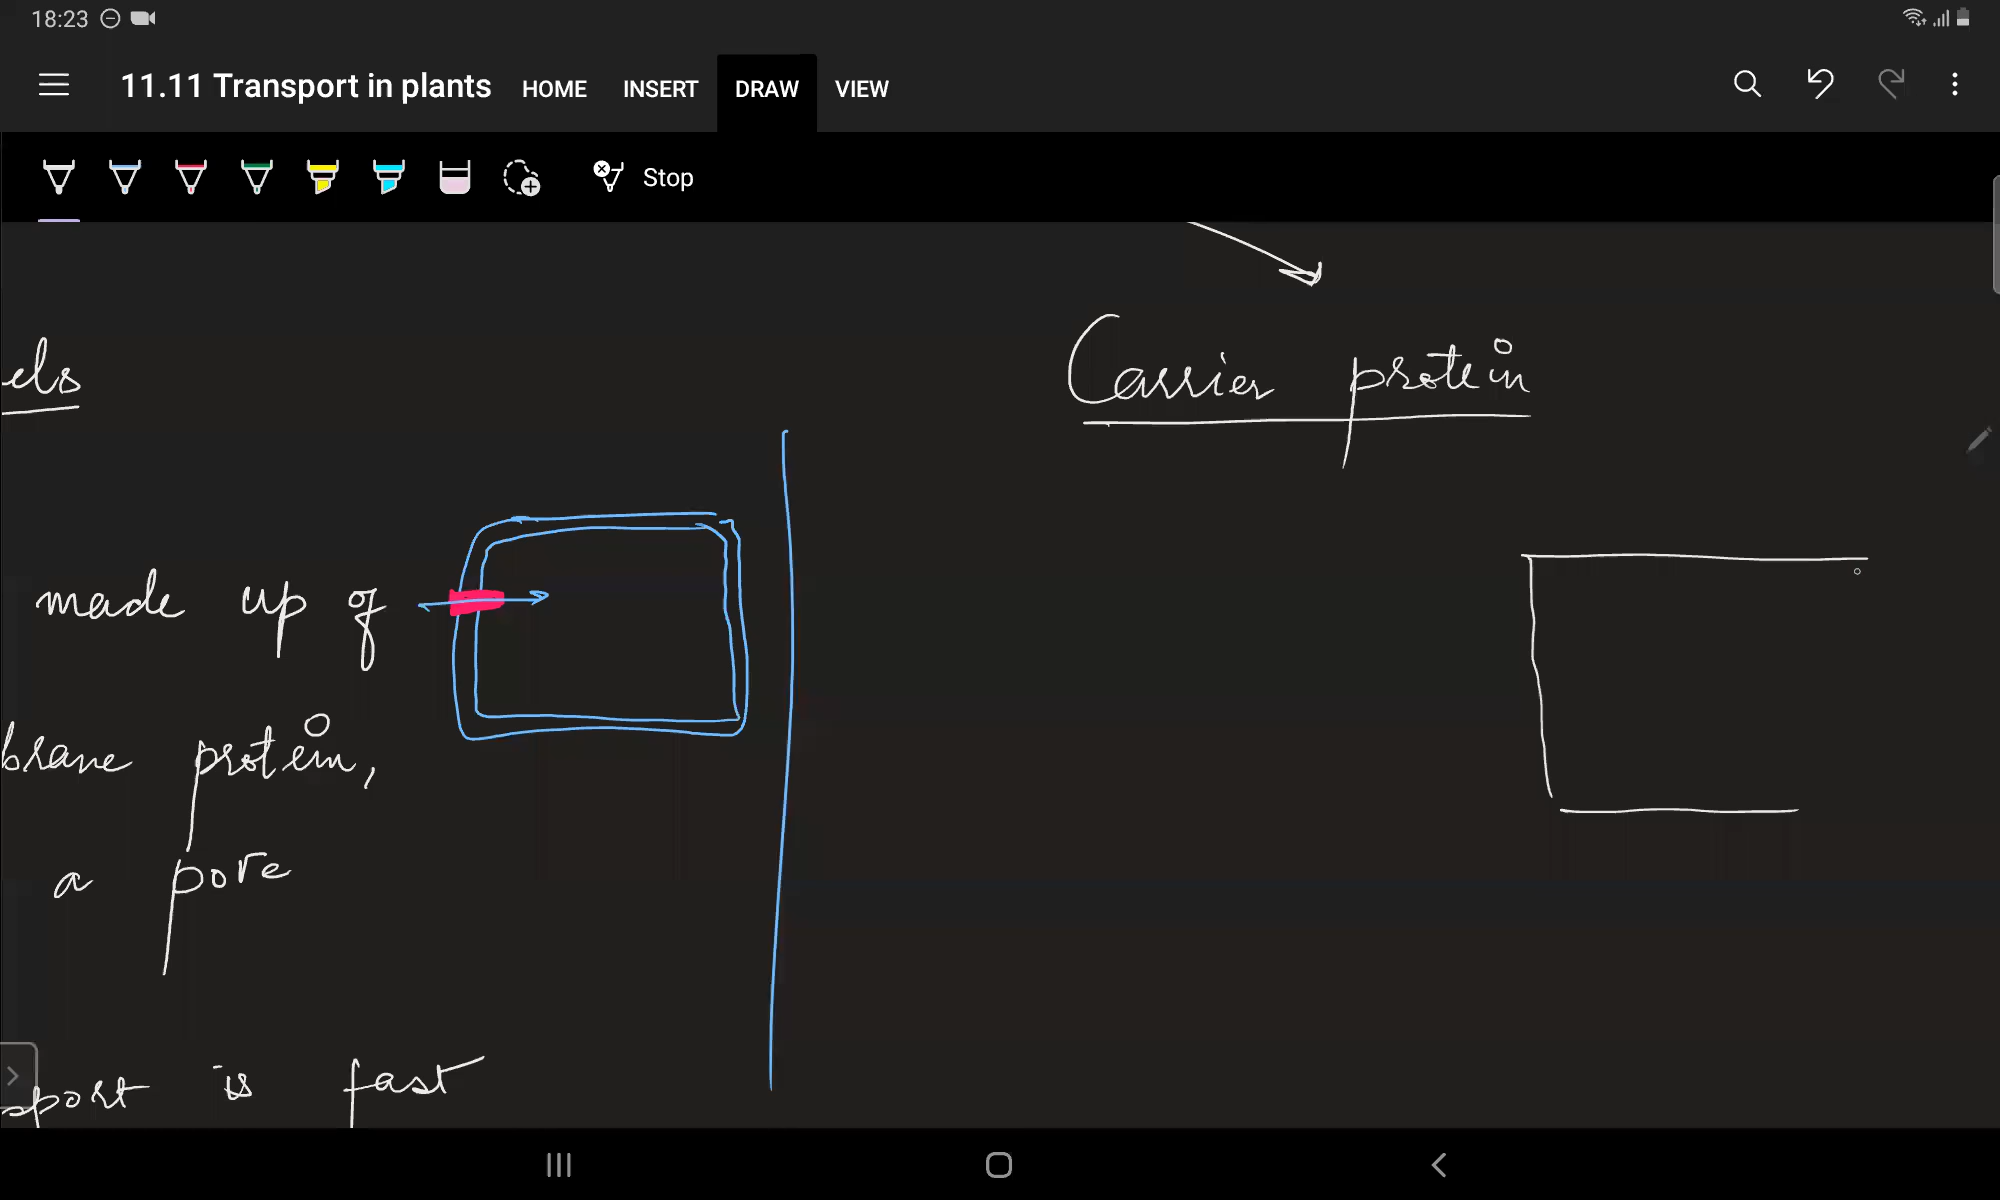 18:23
11.11 Transport in plants HOME INSERT DRAW VIEW
Stop
els
Carrier protein
made up of
brane protein,
a pore
sport is fast